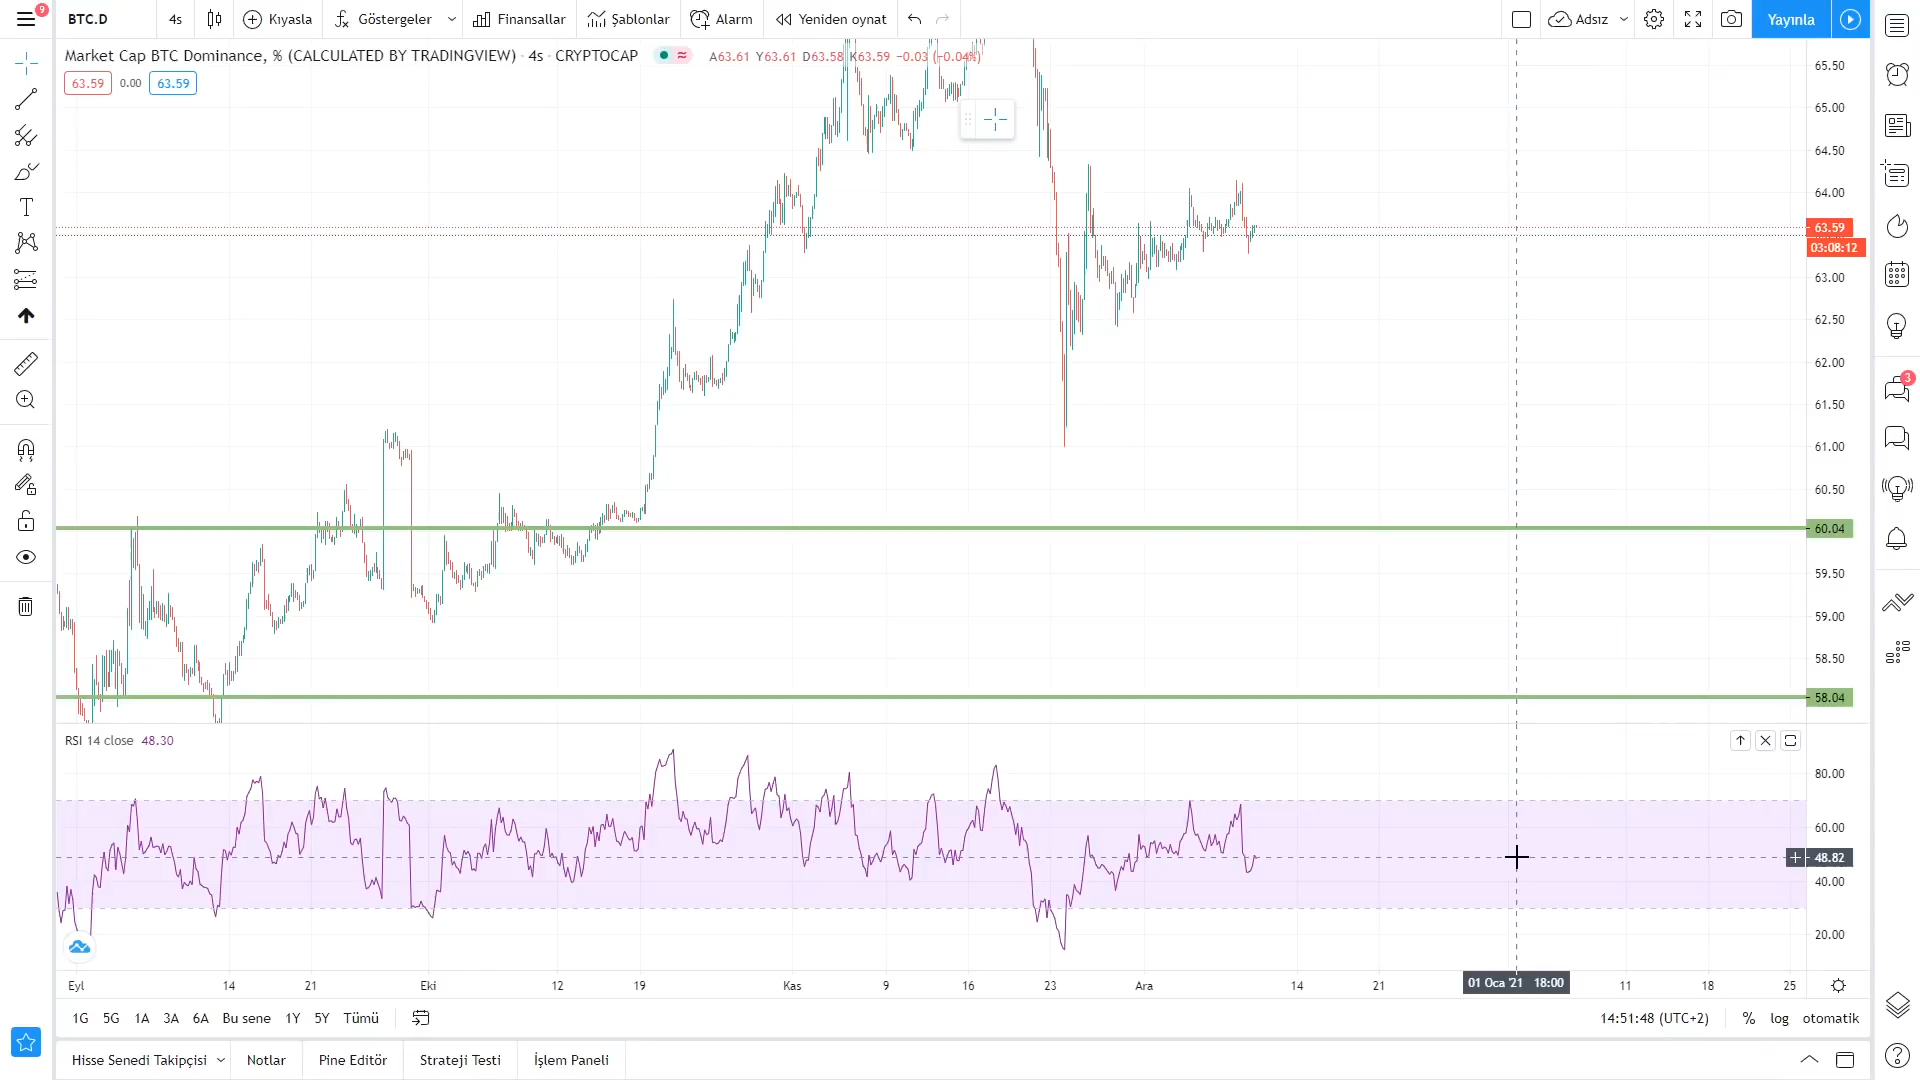 9
BTC.D
4s
Kıyasla
Göstergeler
Finansallar
Şablonlar
Alarm
Yeniden oynat
Adsız
Yayınla
Market Cap BTC Dominance, % (CALCULATED BY TRADINGVIEW) · 4s · CRYPTOCAP
A63.61 Y63.61 D63.58 K63.59 −0.03 (−0.04%)
63.59
0.00
63.59
65.50
65.00
64.50
64.00
63.59
03:08:12
63.00
62.50
62.00
61.50
61.00
60.50
60.04
59.50
59.00
58.50
58.04
3
RSI 14 close 48.30
80.00
60.00
48.82
40.00
20.00
Eyl
14
21
Eki
12
19
Kas
9
16
23
Ara
14
21
01 Oca '21 18:00
11
18
25
1G
5G
1A
3A
6A
Bu sene
1Y
5Y
Tümü
14:51:48 (UTC+2)
%
log
otomatik
Hisse Senedi Takipçisi
Notlar
Pine Editör
Strateji Testi
İşlem Paneli